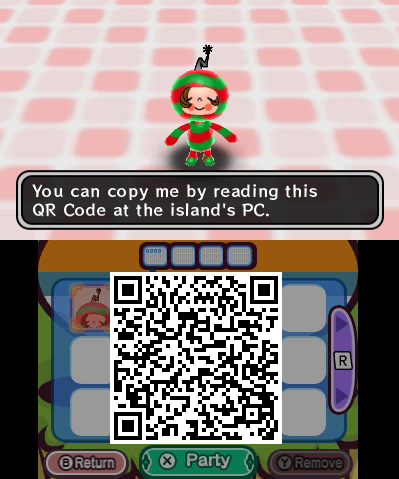 You can copy me by reading this
QR Code at the island's PC.
R
B Return
X Party
Y Remove